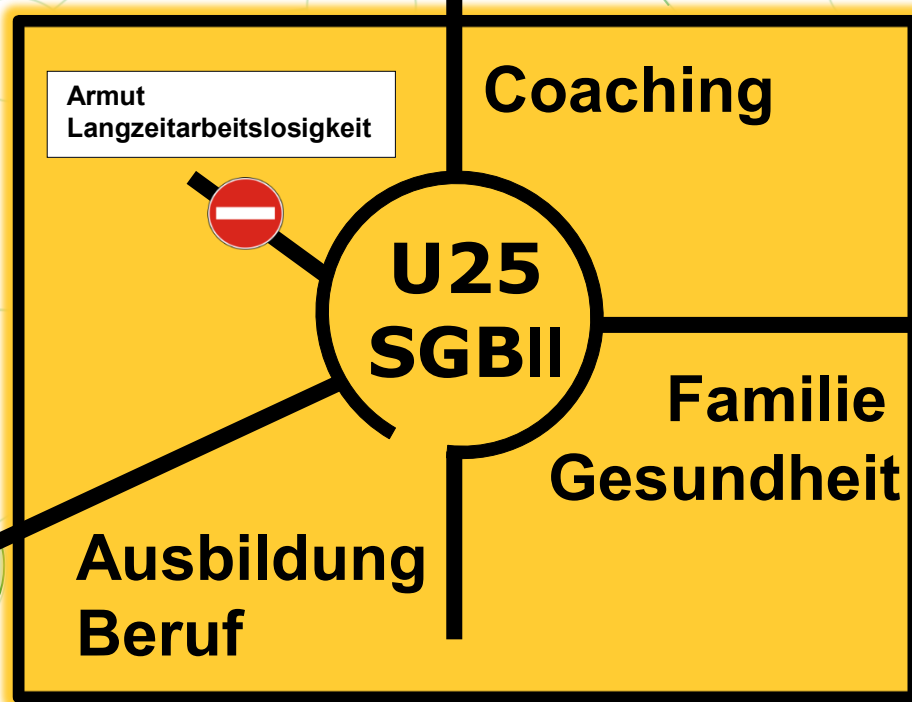 Armut
Langzeitarbeitslosigkeit
Coaching
U25
SGBII
Familie
Gesundheit
Ausbildung
Beruf